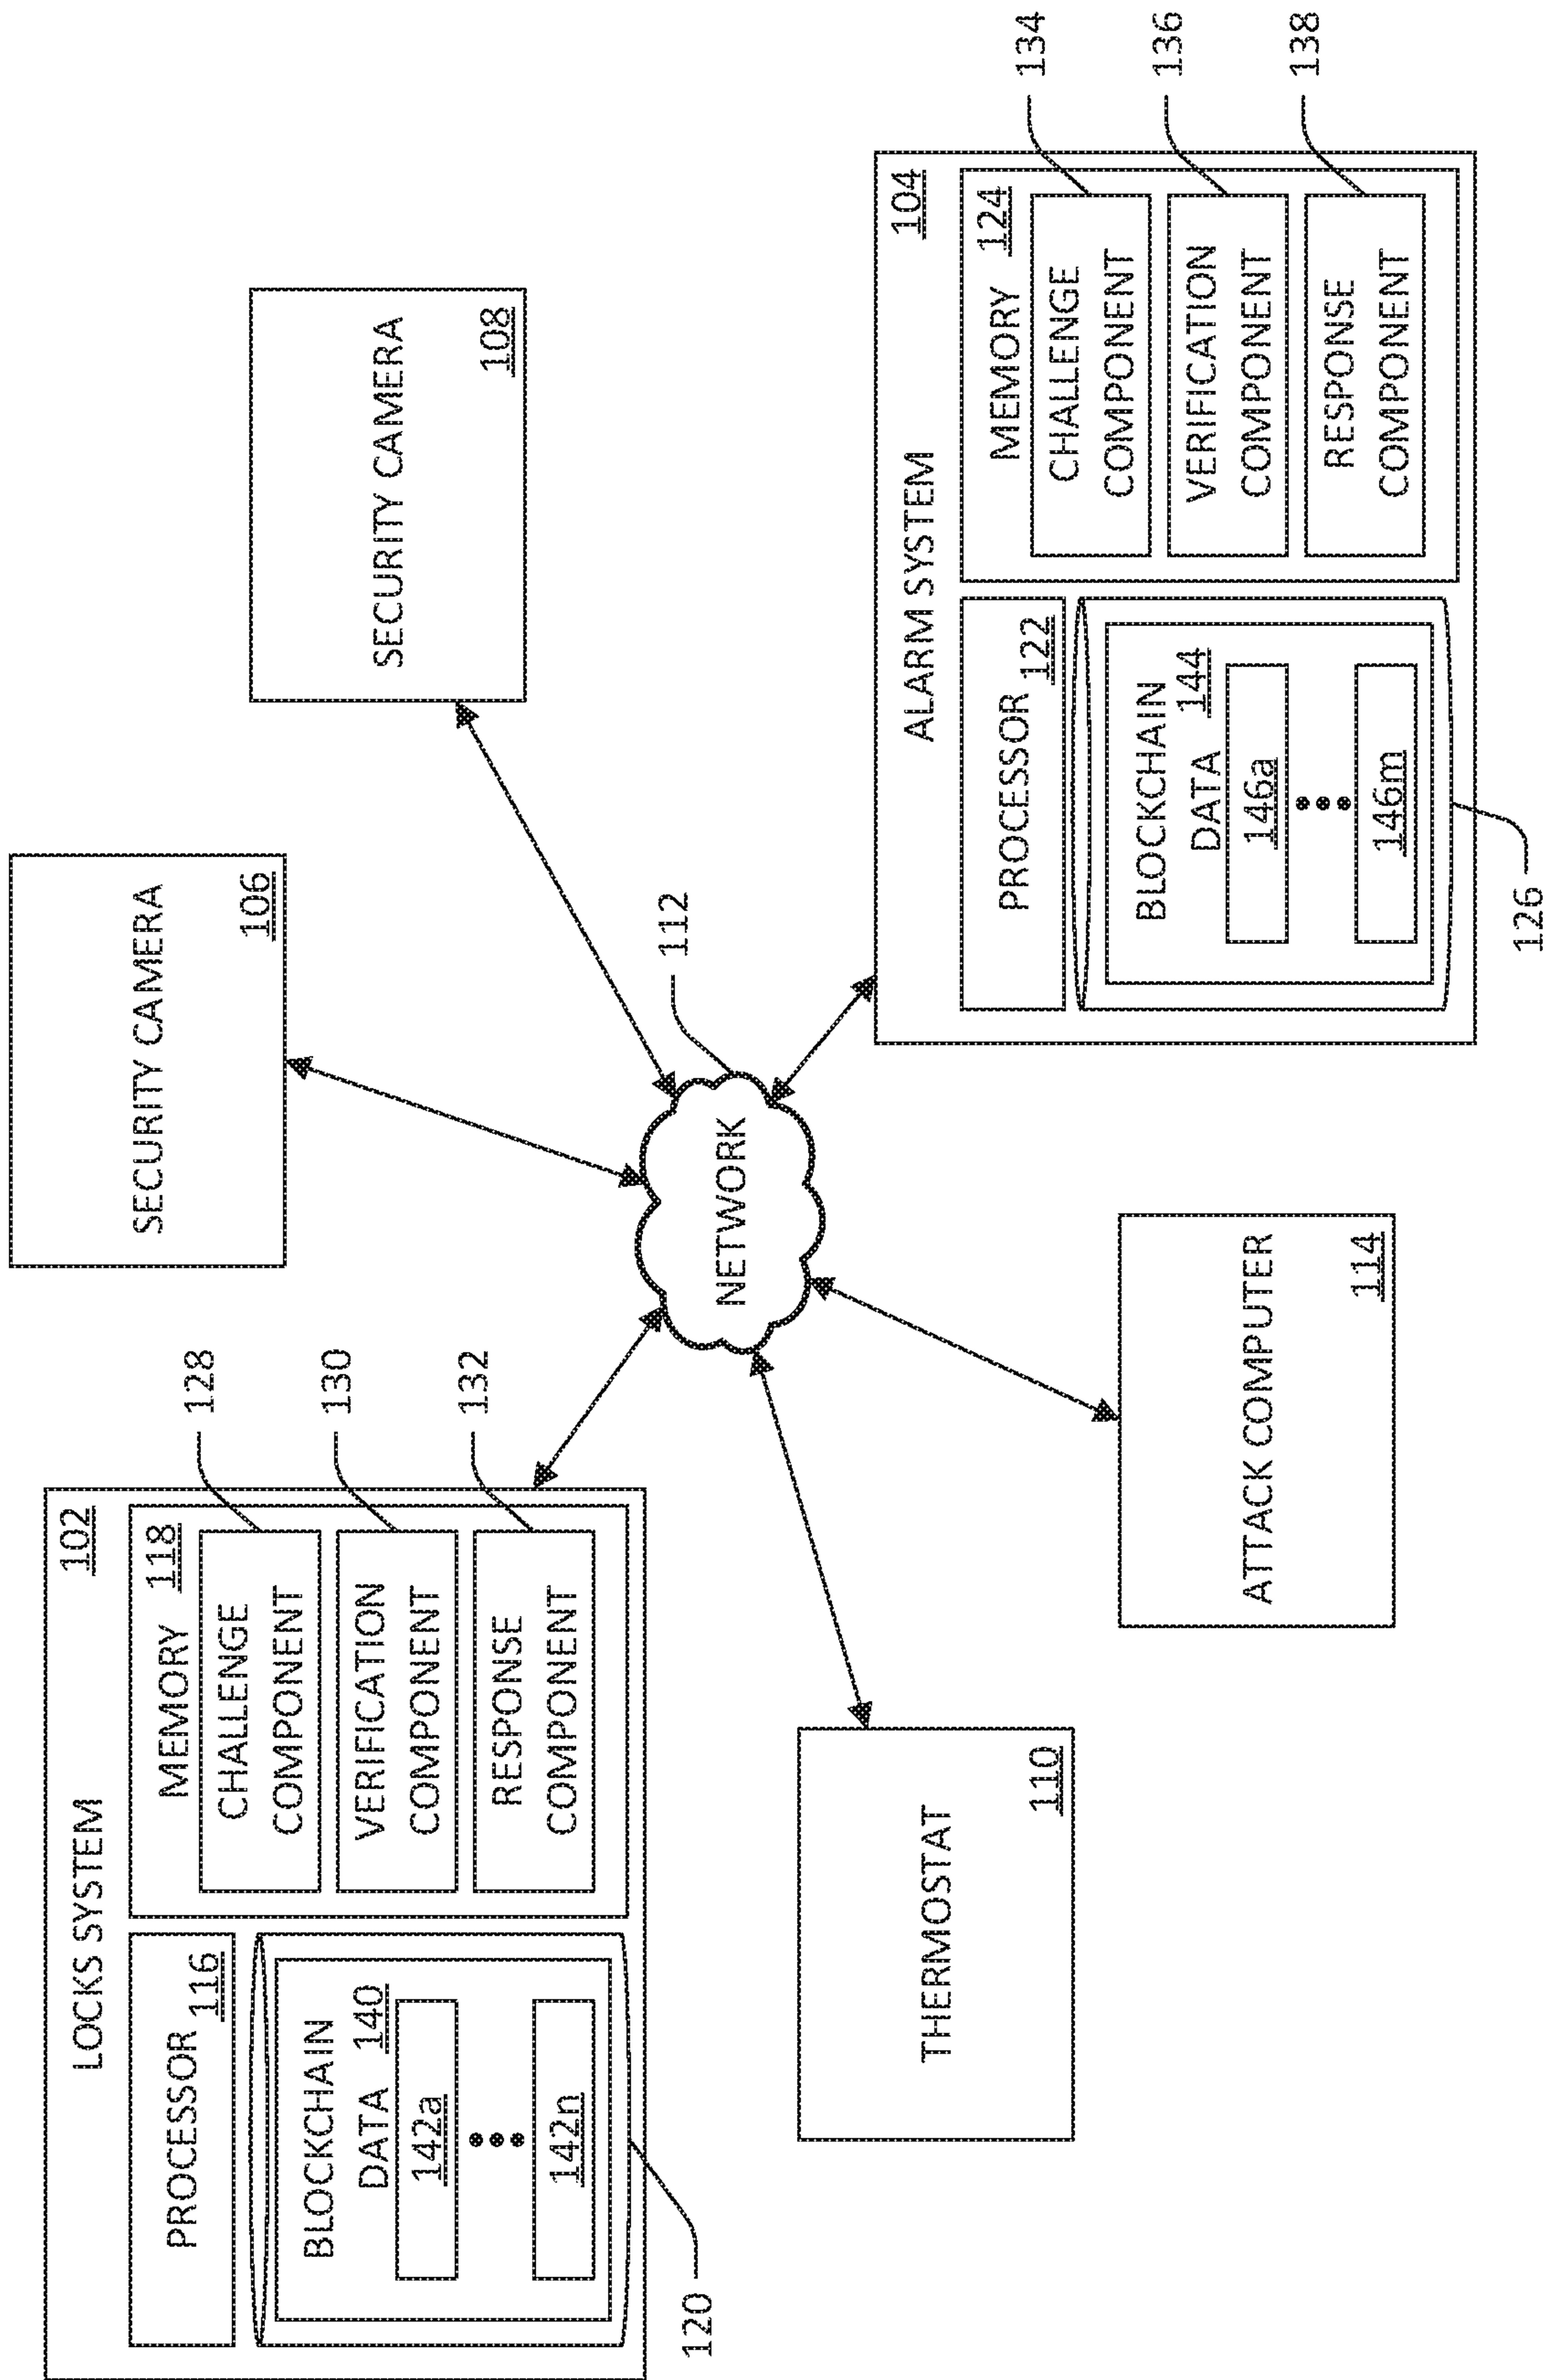 LOCKS SYSTEM
102
PROCESSOR
116
MEMORY
118
CHALLENGE
COMPONENT
128
VERIFICATION
COMPONENT
130
RESPONSE
COMPONENT
132
BLOCKCHAIN
DATA
140
142a
142n
120
SECURITY CAMERA
106
SECURITY CAMERA
108
NETWORK
112
THERMOSTAT
110
ATTACK COMPUTER
114
ALARM SYSTEM
104
PROCESSOR
122
MEMORY
124
CHALLENGE
COMPONENT
134
VERIFICATION
COMPONENT
136
RESPONSE
COMPONENT
138
BLOCKCHAIN
DATA
144
146a
146m
126